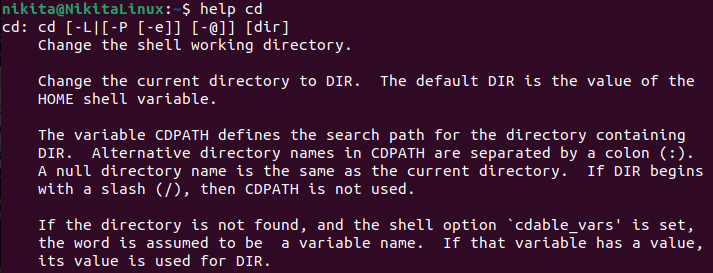 nikita@NikitaLinux:~$ help cd
cd: cd [-L|[-P [-e]] [-@]] [dir]
Change the shell working directory.
Change the current directory to DIR.  The default DIR is the value of the
HOME shell variable.
The variable CDPATH defines the search path for the directory containing
DIR.  Alternative directory names in CDPATH are separated by a colon (:).
A null directory name is the same as the current directory.  If DIR begins
with a slash (/), then CDPATH is not used.
If the directory is not found, and the shell option `cdable_vars' is set,
the word is assumed to be  a variable name.  If that variable has a value,
its value is used for DIR.